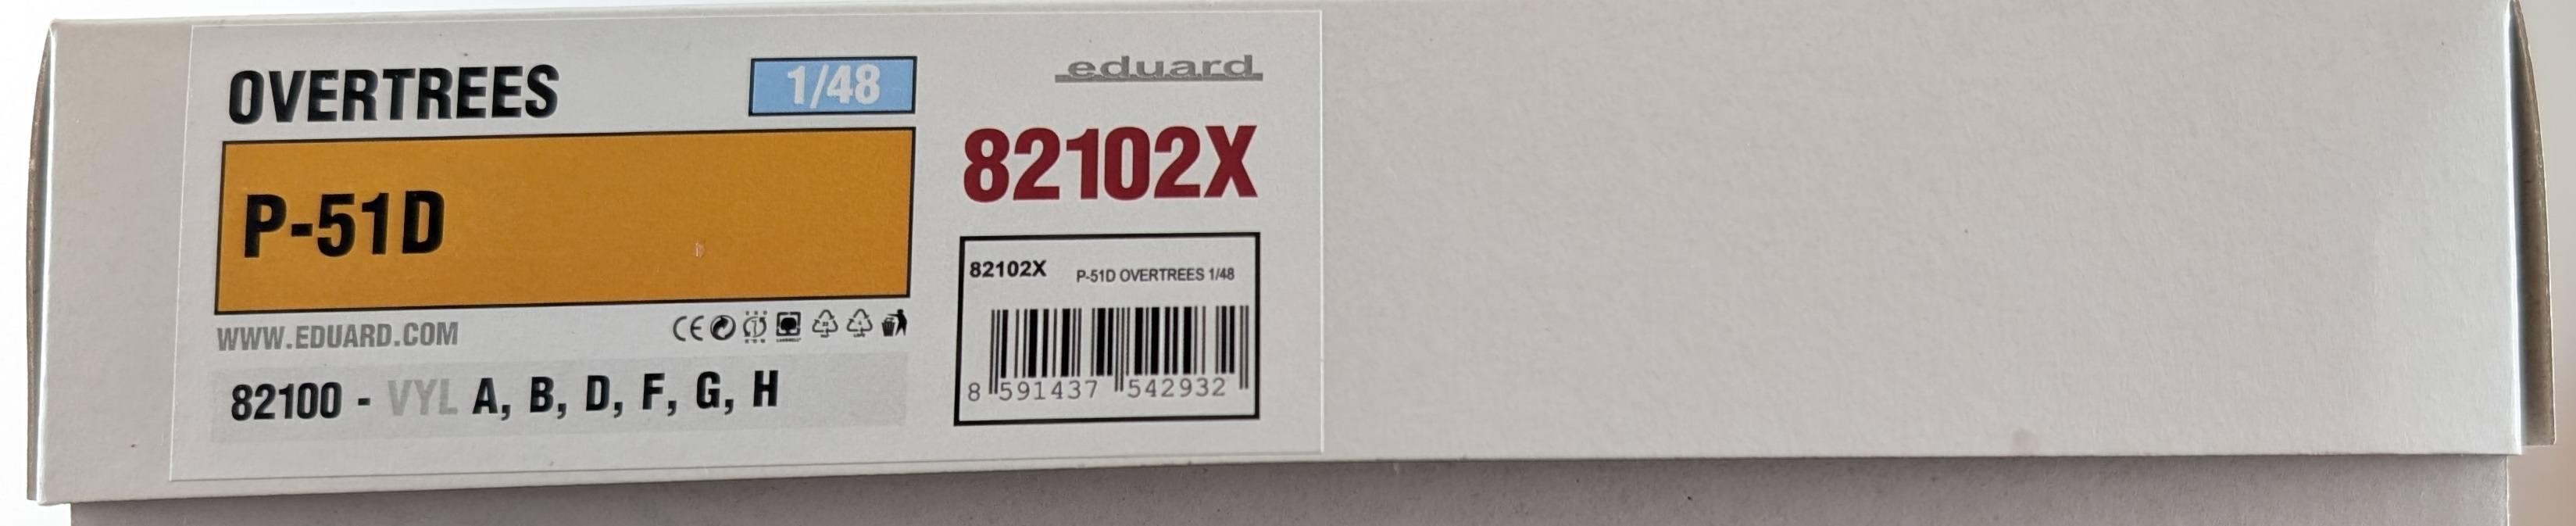 OVERTREES
1/48
P-51D
WWW.EDUARD.COM
82100 - VYL A, B, D, F, G, H
eduard
82102X
82102X P-51D OVERTREES 1/48
8 591437 542932